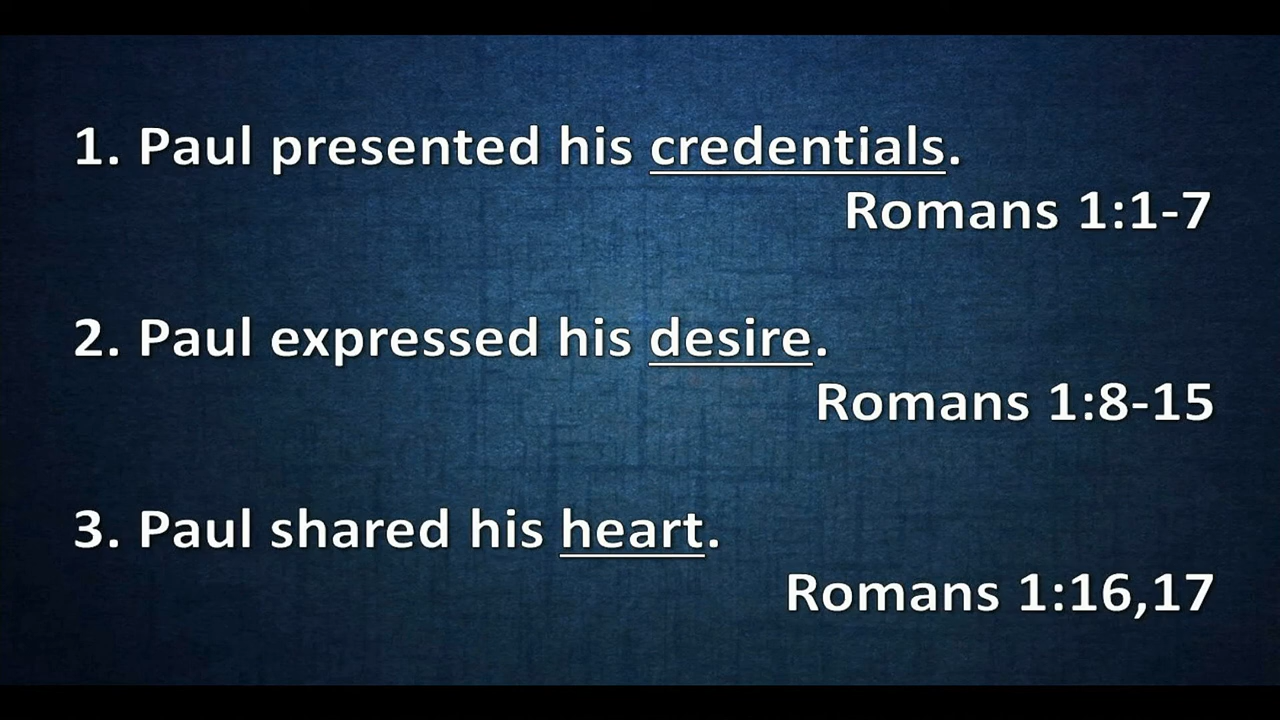 1. Paul presented his credentials.
Romans 1:1-7
2. Paul expressed his desire.
Romans 1:8-15
3. Paul shared his heart.
Romans 1:16,17